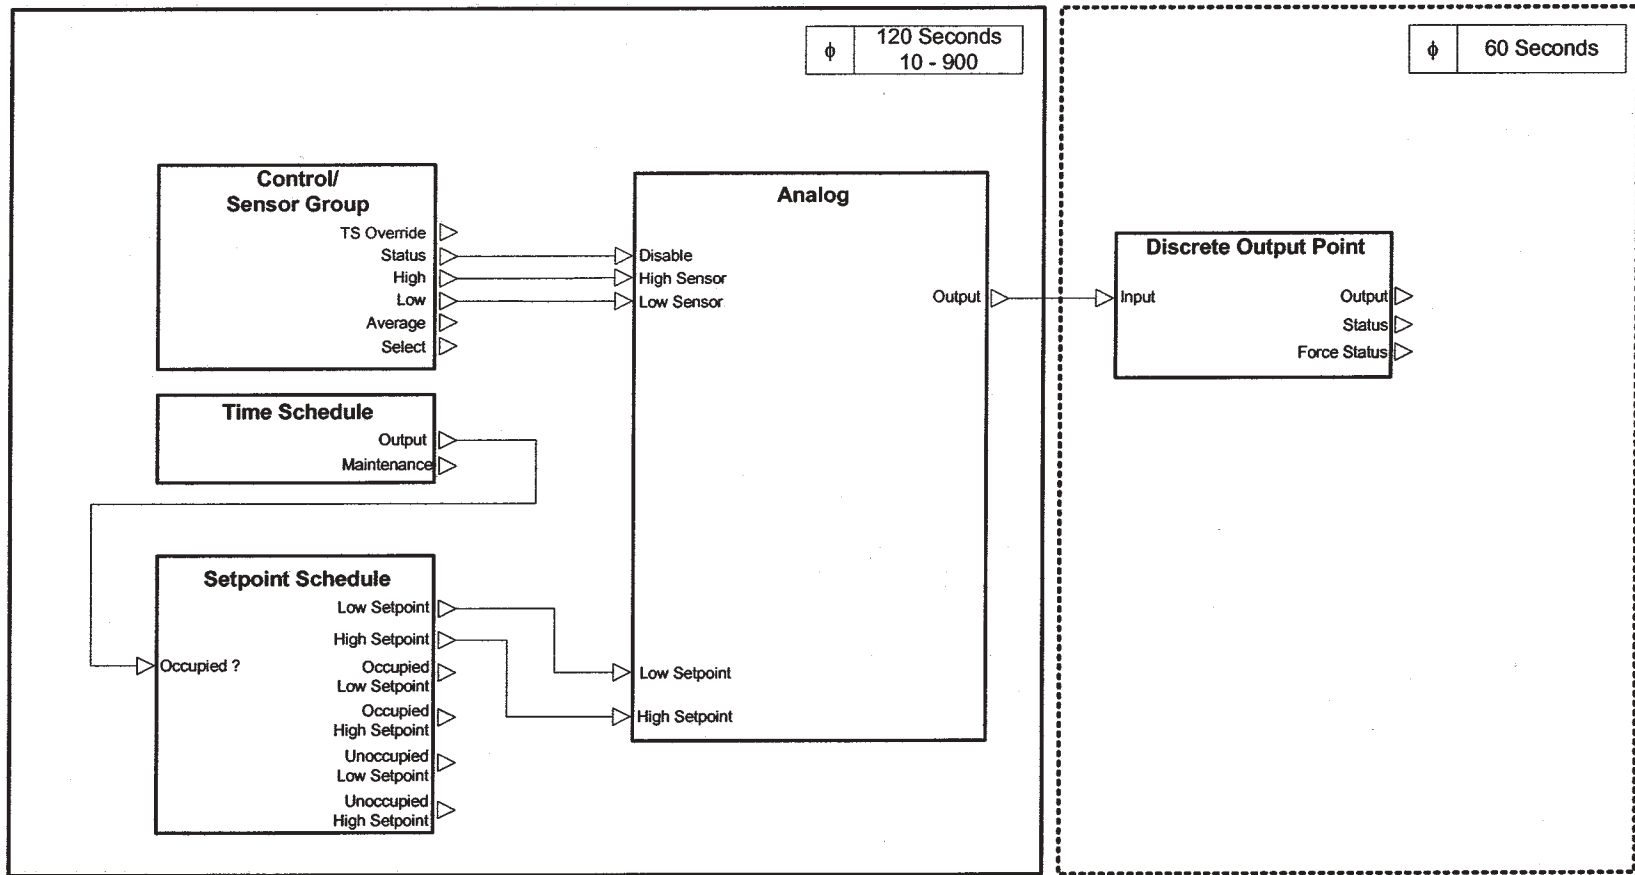 ϕ
120 Seconds
10 - 900
ϕ
60 Seconds
Control/
Sensor Group
TS Override
Status
High
Low
Average
Select
Analog
Disable
High Sensor
Low Sensor
Output
Low Setpoint
High Setpoint
Discrete Output Point
Input
Output
Status
Force Status
Time Schedule
Output
Maintenance
Setpoint Schedule
Occupied ?
Low Setpoint
High Setpoint
Occupied
Low Setpoint
Occupied
High Setpoint
Unoccupied
Low Setpoint
Unoccupied
High Setpoint